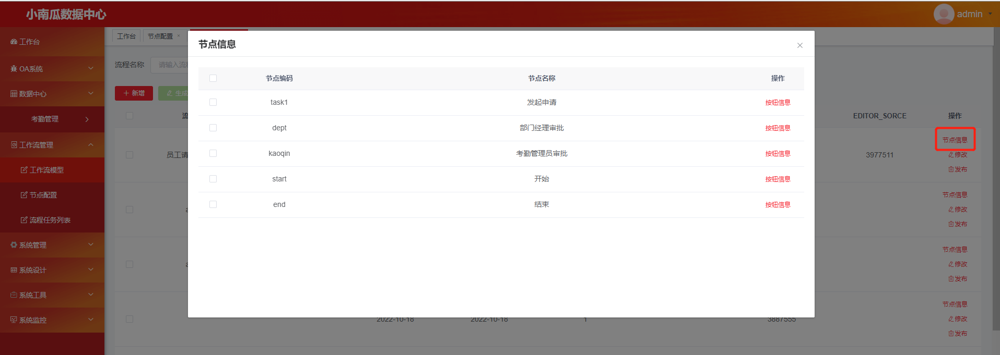 小南瓜数据中心
admin
工作台
OA系统
数据中心
考勤管理
工作流管理
工作流模型
节点配置
流程任务列表
系统管理
系统设计
系统工具
系统监控
工作台 节点配置 ×
流程名称 请输入流程
+ 新增 生成
流 EDITOR_SORCE 操作
员工请 3977511 节点信息
修改
发布
a 节点信息
修改
发布
a 节点信息
修改
发布
2022-10-18 2022-10-18 1 3887555 节点信息
修改
发布
节点信息 ×
节点编码 节点名称 操作
task1 发起申请 按钮信息
dept 部门经理审批 按钮信息
kaoqin 考勤管理员审批 按钮信息
start 开始 按钮信息
end 结束 按钮信息